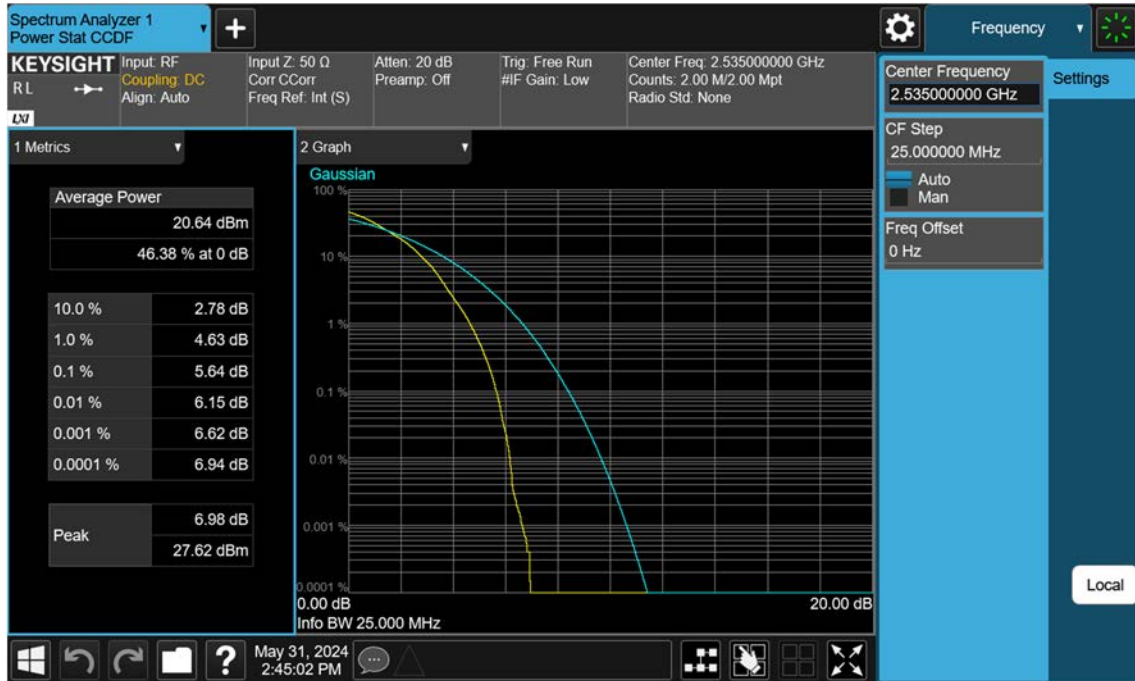 Spectrum Analyzer 1
Power Stat CCDF
Frequency
KEYSIGHT
R L
LXI
Input: RF
Coupling: DC
Align: Auto
Input Z: 50 Ω
Corr CCorr
Freq Ref: Int (S)
Atten: 20 dB
Preamp: Off
Trig: Free Run
#IF Gain: Low
Center Freq: 2.535000000 GHz
Counts: 2.00 M/2.00 Mpt
Radio Std: None
Center Frequency
2.535000000 GHz
Settings
CF Step
25.000000 MHz
Auto
Man
Freq Offset
0 Hz
1 Metrics
Average Power
20.64 dBm
46.38 % at 0 dB
10.0 % 2.78 dB
1.0 % 4.63 dB
0.1 % 5.64 dB
0.01 % 6.15 dB
0.001 % 6.62 dB
0.0001 % 6.94 dB
Peak
6.98 dB
27.62 dBm
2 Graph
Gaussian
100 %
10 %
1 %
0.1 %
0.01 %
0.001 %
0.0001 %
0.00 dB 20.00 dB
Info BW 25.000 MHz
Local
?
May 31, 2024
2:45:02 PM